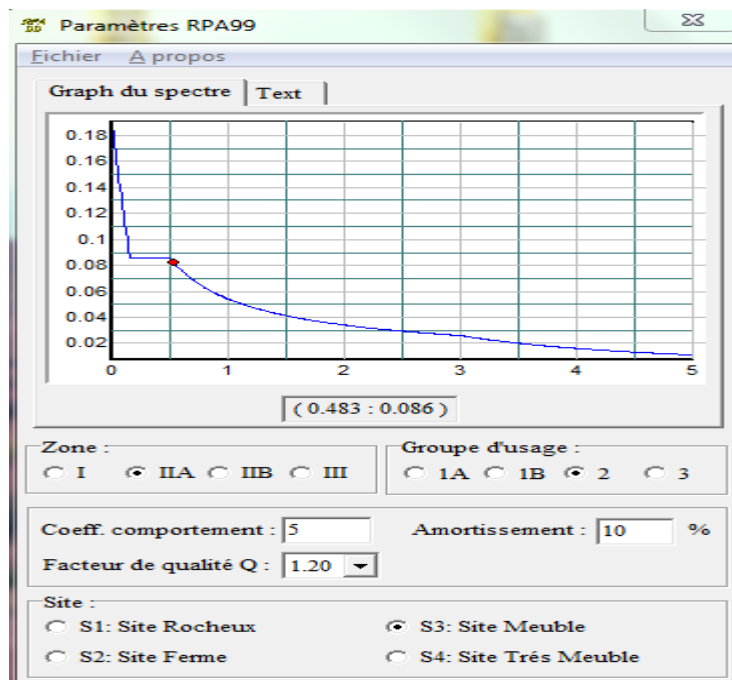 Paramètres RPA99
Fichier A propos
Graph du spectre Text
0.18
0.16
0.14
0.12
0.1
0.08
0.06
0.04
0.02
0 1 2 3 4 5
( 0.483 : 0.086 )
Zone :
I IIA IIB III
Groupe d'usage :
1A 1B 2 3
Coeff. comportement : 5 Amortissement : 10 %
Facteur de qualité Q : 1.20
Site :
S1: Site Rocheux S3: Site Meuble
S2: Site Ferme S4: Site Trés Meuble